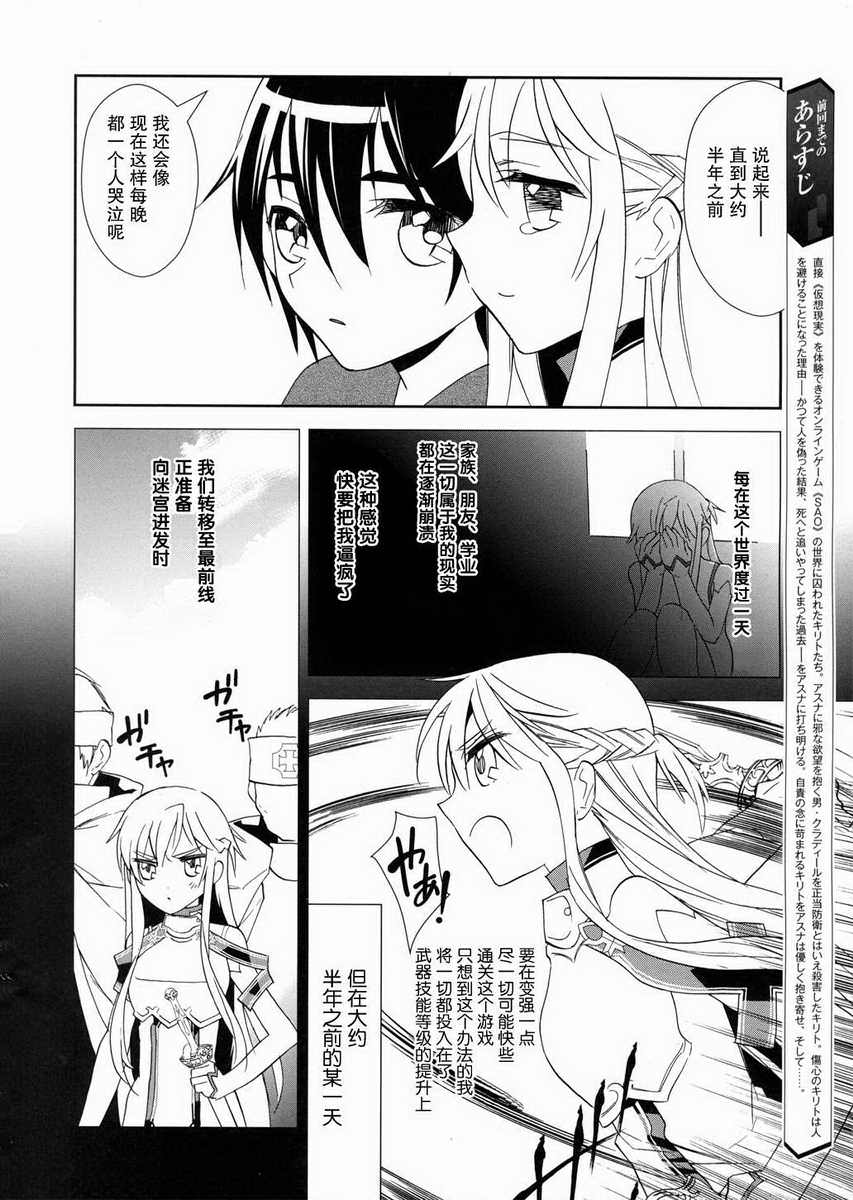 前回までの
あらすじ
直接《仮想現実》を体験できるオンラインゲーム《SAO》の世界に囚われたキリトたち。アスナに邪な欲望を抱く男・クラディールを正当防衛とはいえ殺害したキリト。傷心のキリトは人
を避けることになった理由――かつて人を偽った結果、死へと追いやってしまった過去――をアスナに打ち明ける。自責の念に苛まれるキリトをアスナは優しく抱き寄せ、そして……。
说起来——
直到大约
半年之前
我还会像
现在这样每晚
都一个人哭泣呢
每在这个世界度过一天
家族、朋友、学业
这一切属于我的现实
都在逐渐崩溃
这种感觉
快要把我逼疯了
要在变强一点
尽一切可能快些
通关这个游戏
只想到这个办法的我
将一切都投入在了
武器技能等级的提升上
やぁあ!
但在大约
半年之前的某一天
我们转移至最前线
正准备
向迷宫进发时
ガチャ
ガチャ